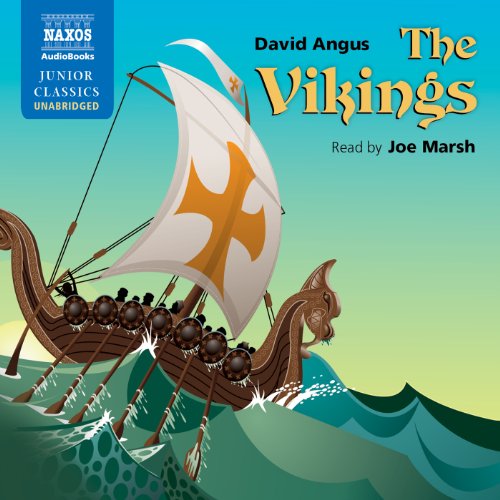 NAXOS
AudioBooks
JUNIOR
CLASSICS
UNABRIDGED
David Angus
The
Vikings
Read by Joe Marsh